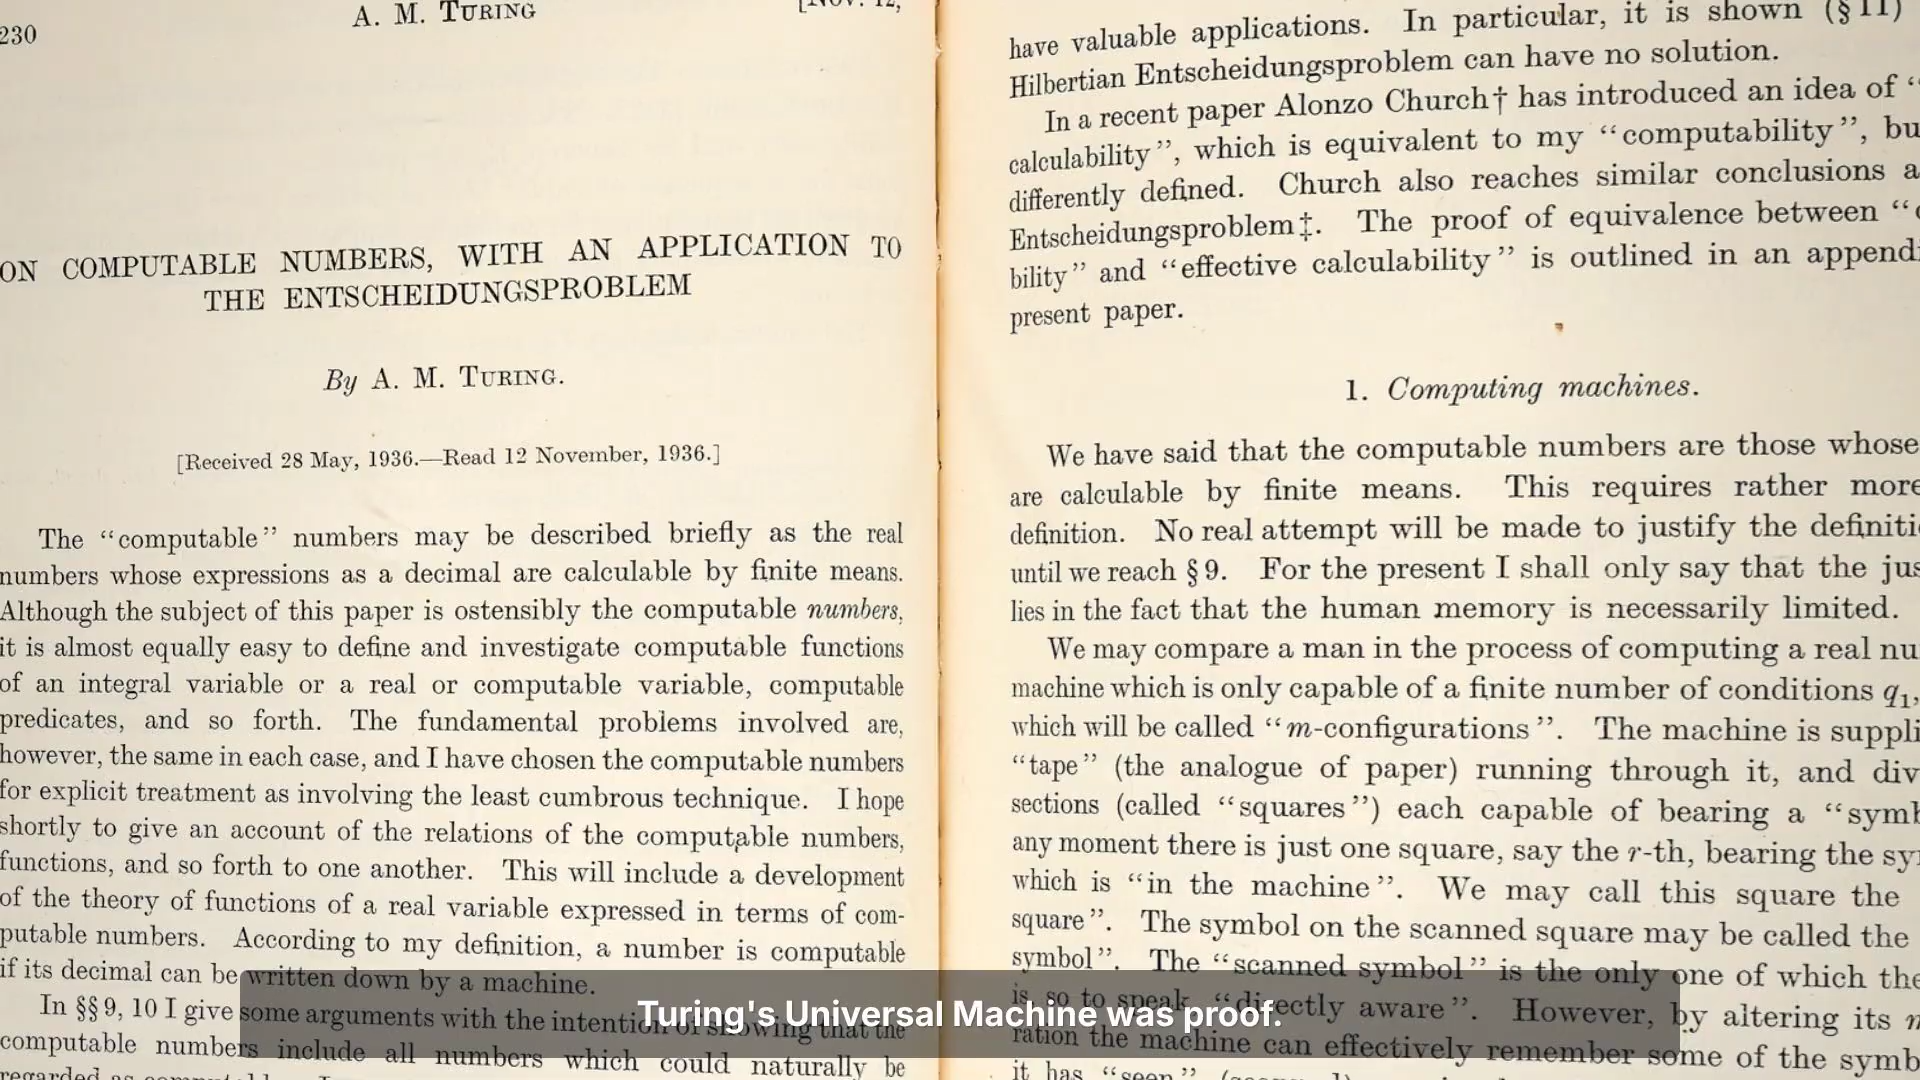 230
A. M. TURING
[NOV. 12,
ON COMPUTABLE NUMBERS, WITH AN APPLICATION TO
THE ENTSCHEIDUNGSPROBLEM
By A. M. TURING.
[Received 28 May, 1936.—Read 12 November, 1936.]
The “computable” numbers may be described briefly as the real
numbers whose expressions as a decimal are calculable by finite means.
Although the subject of this paper is ostensibly the computable numbers,
it is almost equally easy to define and investigate computable functions
of an integral variable or a real or computable variable, computable
predicates, and so forth. The fundamental problems involved are,
however, the same in each case, and I have chosen the computable numbers
for explicit treatment as involving the least cumbrous technique. I hope
shortly to give an account of the relations of the computable numbers,
functions, and so forth to one another. This will include a development
of the theory of functions of a real variable expressed in terms of com-
putable numbers. According to my definition, a number is computable
if its decimal can be written down by a machine.
In §§ 9, 10 I give some arguments with the intention of showing that the
computable numbers include all numbers which could naturally be
regarded as
have valuable applications. In particular, it is shown (§ 11)
Hilbertian Entscheidungsproblem can have no solution.
In a recent paper Alonzo Church† has introduced an idea of “
calculability”, which is equivalent to my “computability”, bu
differently defined. Church also reaches similar conclusions a
Entscheidungsproblem‡. The proof of equivalence between “c
bility” and “effective calculability” is outlined in an appendi
present paper.
1. Computing machines.
We have said that the computable numbers are those whose
are calculable by finite means. This requires rather more
definition. No real attempt will be made to justify the definiti
until we reach § 9. For the present I shall only say that the jus
lies in the fact that the human memory is necessarily limited.
We may compare a man in the process of computing a real nu
machine which is only capable of a finite number of conditions q1,
which will be called “m-configurations”. The machine is suppli
“tape” (the analogue of paper) running through it, and div
sections (called “squares”) each capable of bearing a “symb
any moment there is just one square, say the r-th, bearing the sy
which is “in the machine”. We may call this square the
square”. The symbol on the scanned square may be called the
symbol”. The “scanned symbol” is the only one of which the
is, so to speak, “directly aware”. However, by altering its m
ration the machine can effectively remember some of the symb
it has “seen”
Turing's Universal Machine was proof.